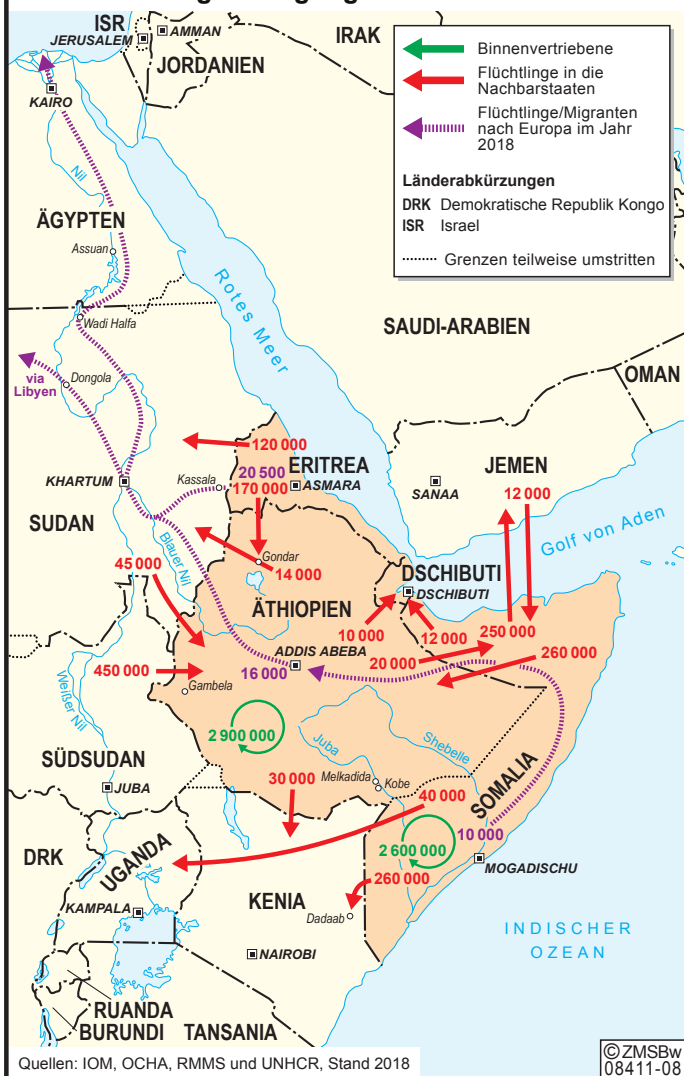 ISR
JERUSALEM
AMMAN
IRAK
JORDANIEN
KAIRO
Nil
ÄGYPTEN
Assuan
Wadi Halfa
Rotes Meer
SAUDI-ARABIEN
OMAN
Binnenvertriebene
Flüchtlinge in die
Nachbarstaaten
Flüchtlinge/Migranten
nach Europa im Jahr
2018
Länderabkürzungen
DRK Demokratische Republik Kongo
ISR Israel
Grenzen teilweise umstritten
via
Libyen
Dongola
120 000
20 500
ERITREA
170 000
ASMARA
KHARTUM
Kassala
SUDAN
JEMEN
SANAA
12 000
Golf von Aden
45 000
Blauer Nil
Gondar
14 000
DSCHIBUTI
DSCHIBUTI
ÄTHIOPIEN
10 000
12 000
250 000
ADDIS ABEBA
20 000
260 000
450 000
16 000
Gambela
Weißer Nil
2 900 000
Juba
Shebelle
SÜDSUDAN
JUBA
Melkadida
Kobe
30 000
40 000
SOMALIA
10 000
2 600 000
MOGADISCHU
DRK
UGANDA
KAMPALA
KENIA
260 000
Dadaab
NAIROBI
INDISCHER
OZEAN
RUANDA
BURUNDI
TANSANIA
Quellen: IOM, OCHA, RMMS und UNHCR, Stand 2018
© ZMSBw
08411-08